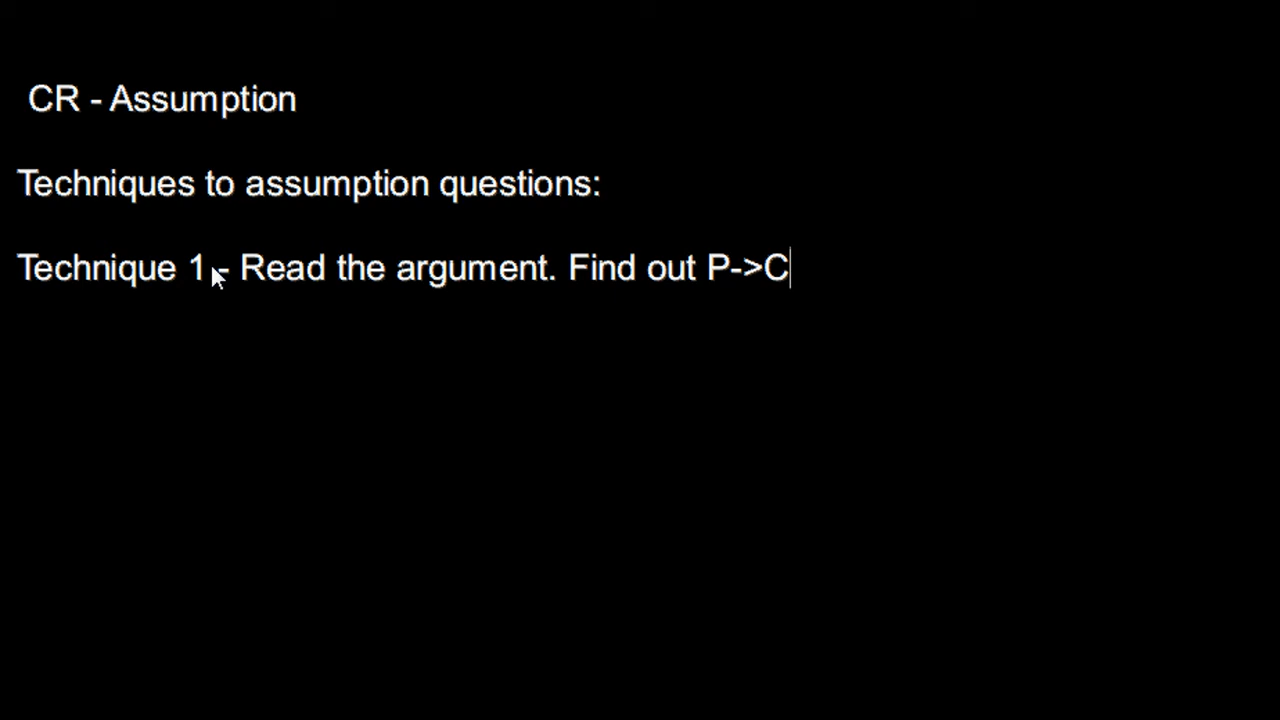 CR - Assumption
Techniques to assumption questions:
Technique 1 - Read the argument. Find out P->C